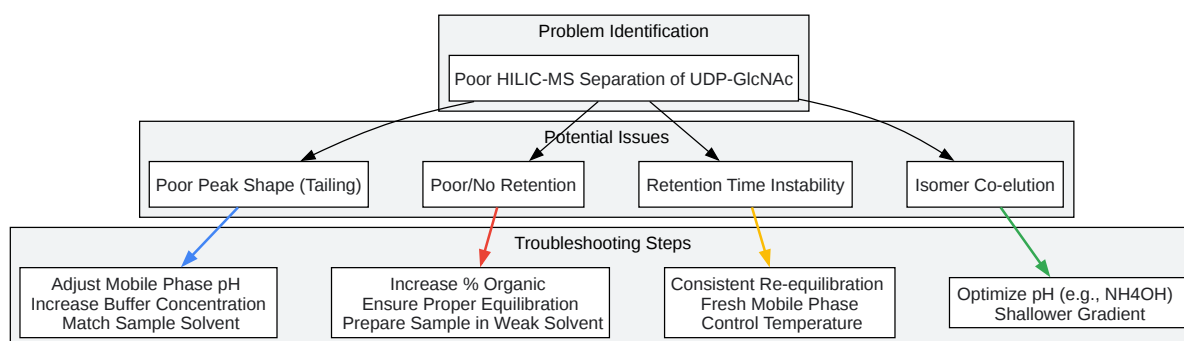 Problem Identification
Poor HILIC-MS Separation of UDP-GlcNAc
Potential Issues
Poor Peak Shape (Tailing)
Poor/No Retention
Retention Time Instability
Isomer Co-elution
Troubleshooting Steps
Adjust Mobile Phase pH
Increase Buffer Concentration
Match Sample Solvent
Increase % Organic
Ensure Proper Equilibration
Prepare Sample in Weak Solvent
Consistent Re-equilibration
Fresh Mobile Phase
Control Temperature
Optimize pH (e.g., NH4OH)
Shallower Gradient